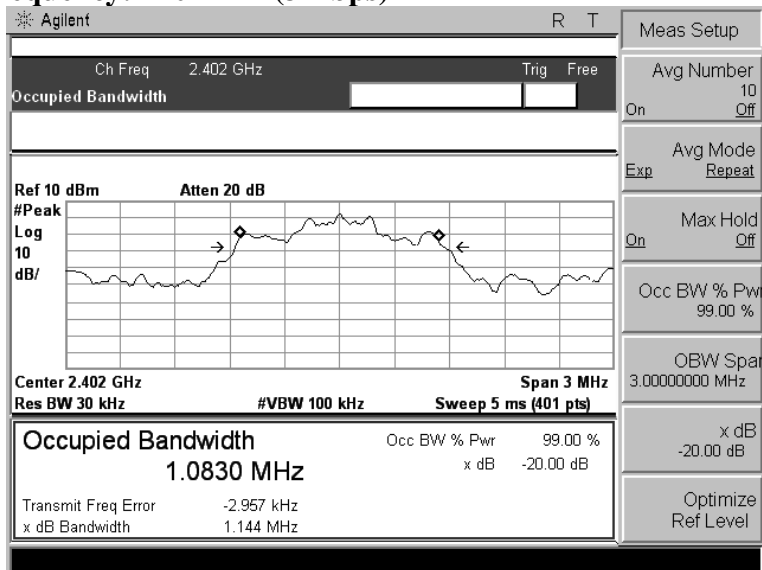 Agilent R T
Ch Freq 2.402 GHz Trig Free
Occupied Bandwidth
Ref 10 dBm Atten 20 dB
#Peak
Log
10
dB/
Center 2.402 GHz Span 3 MHz
Res BW 30 kHz #VBW 100 kHz Sweep 5 ms (401 pts)
Occupied Bandwidth
1.0830 MHz
Occ BW % Pwr 99.00 %
x dB -20.00 dB
Transmit Freq Error -2.957 kHz
x dB Bandwidth 1.144 MHz
Meas Setup
Avg Number
10
On Off
Avg Mode
Exp Repeat
Max Hold
On Off
Occ BW % Pwr
99.00 %
OBW Span
3.00000000 MHz
x dB
-20.00 dB
Optimize
Ref Level